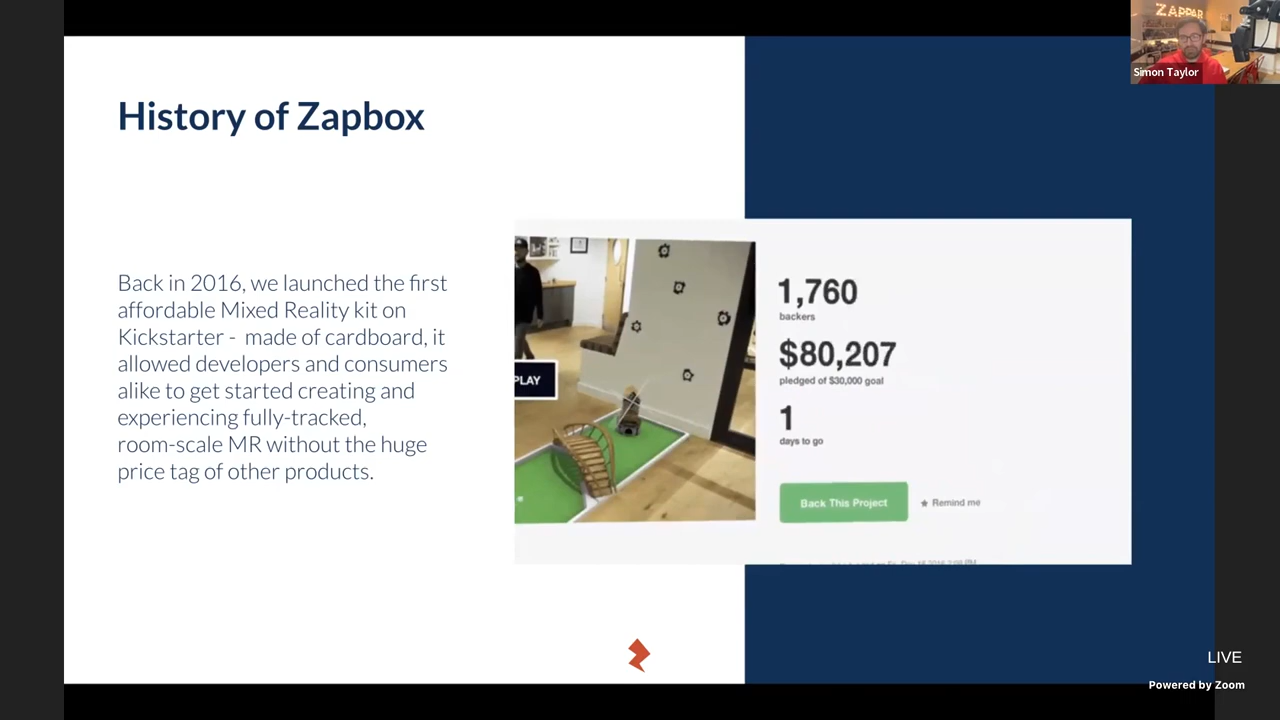 ZAPPAR
Simon Taylor
History of Zapbox
Back in 2016, we launched the first
affordable Mixed Reality kit on
Kickstarter - made of cardboard, it
allowed developers and consumers
alike to get started creating and
experiencing fully-tracked,
room-scale MR without the huge
price tag of other products.
PLAY
1,760
backers
$80,207
pledged of $30,000 goal
1
days to go
Back This Project
★ Remind me
LIVE
Powered by Zoom